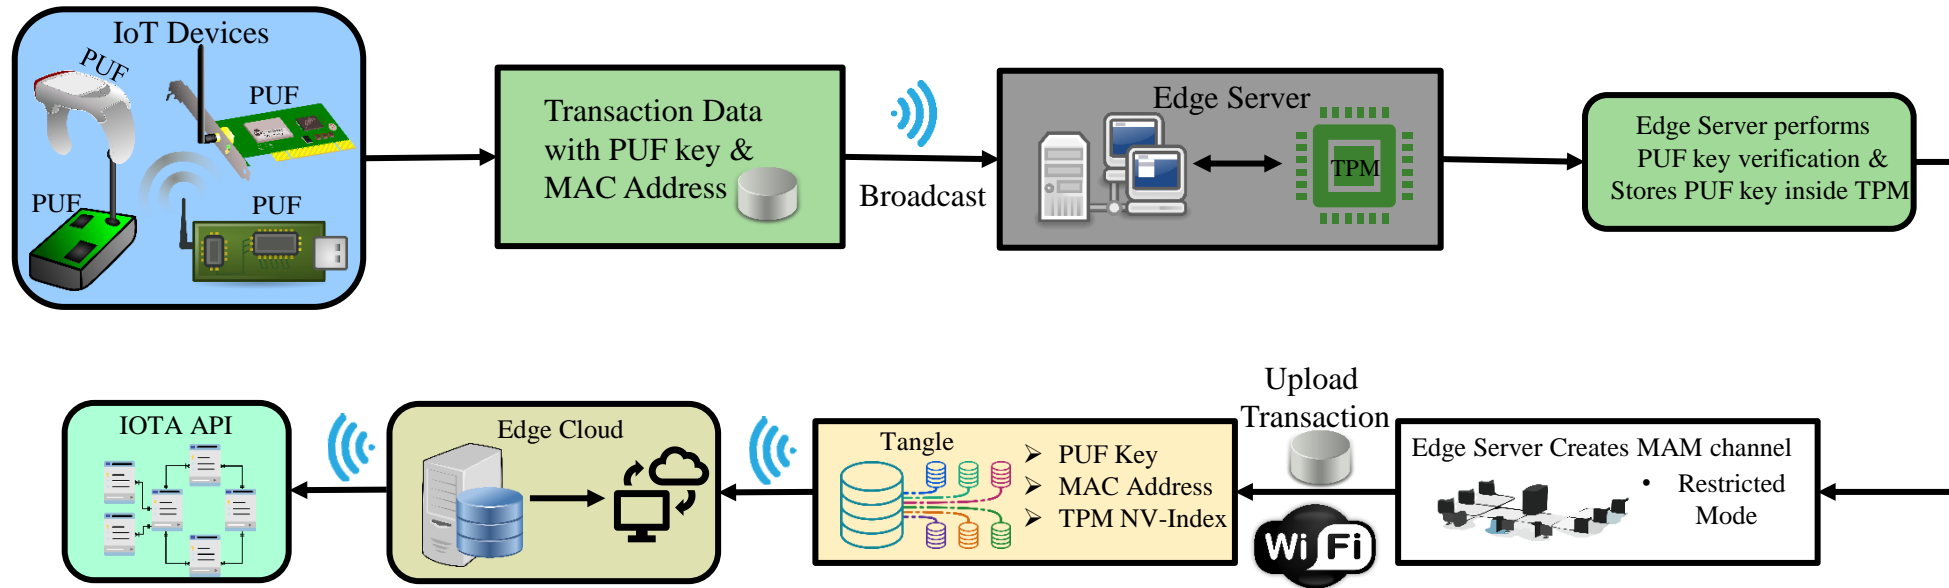 IoT Devices
PUF
PUF
PUF
PUF
Transaction Data
with PUF key &
MAC Address
Broadcast
Edge Server
TPM
Edge Server performs
PUF key verification &
Stores PUF key inside TPM
Edge Server Creates MAM channel
• Restricted
Mode
Upload
Transaction
Wi Fi
Tangle
➢ PUF Key
➢ MAC Address
➢ TPM NV-Index
Edge Cloud
IOTA API